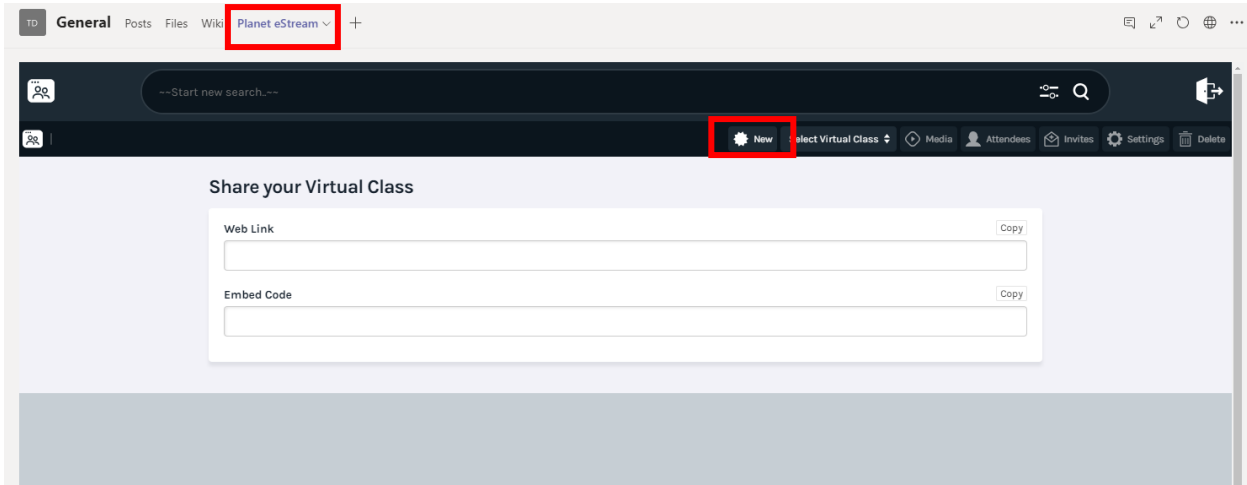 TD General Posts Files Wiki Planet eStream
~~Start new search..~~
New Select Virtual Class Media Attendees Invites Settings Delete
Share your Virtual Class
Web Link Copy
Embed Code Copy